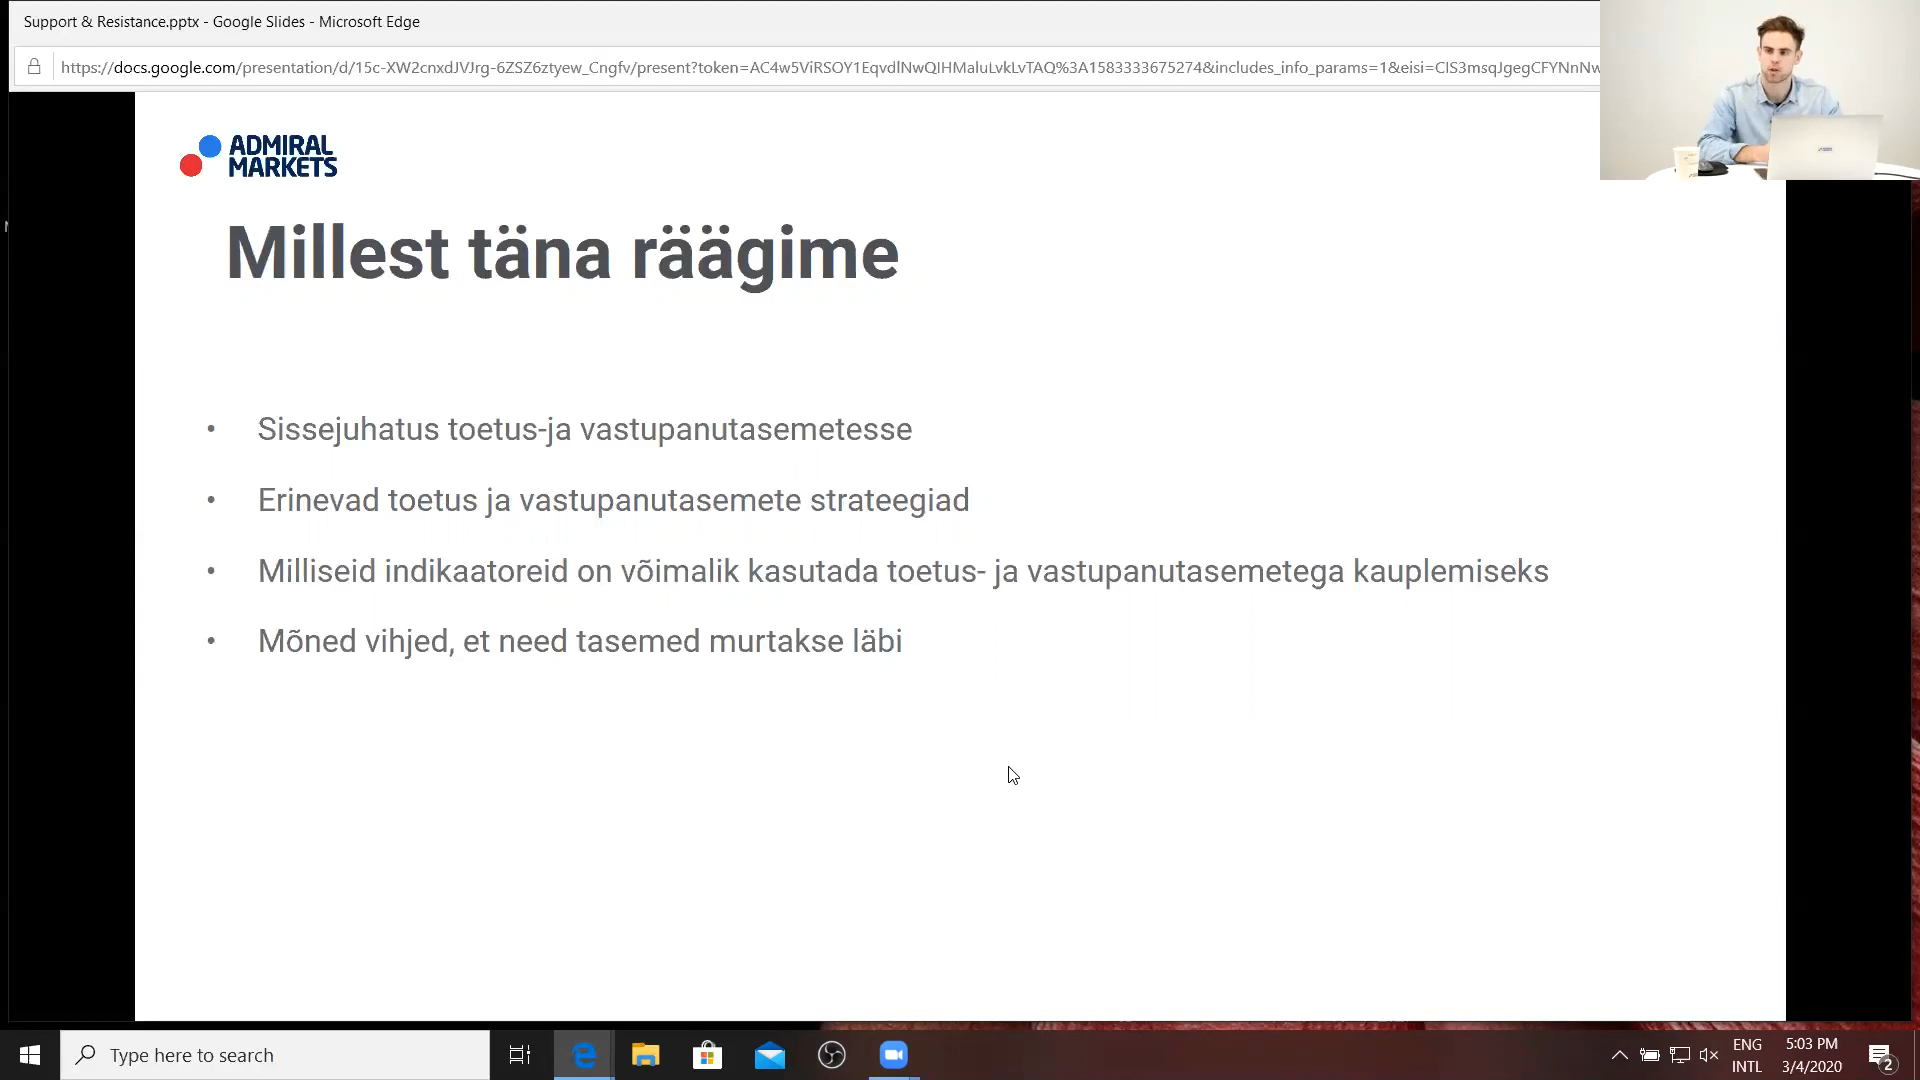 Support & Resistance.pptx - Google Slides - Microsoft Edge
https://docs.google.com/presentation/d/15c-XW2cnxdJVJrg-6ZSZ6ztyew_Cngfv/present?token=AC4w5ViRSOY1EqvdlNwQIHMaluLvkLvTAQ%3A1583333675274&includes_info_params=1&eisi=CIS3msqJgegCFYNnNw
ADMIRAL
MARKETS
Millest täna räägime
• Sissejuhatus toetus-ja vastupanutasemetesse
• Erinevad toetus ja vastupanutasemete strateegiad
• Milliseid indikaatoreid on võimalik kasutada toetus- ja vastupanutasemetega kauplemiseks
• Mõned vihjed, et need tasemed murtakse läbi
Type here to search
ENG
INTL
5:03 PM
3/4/2020
2